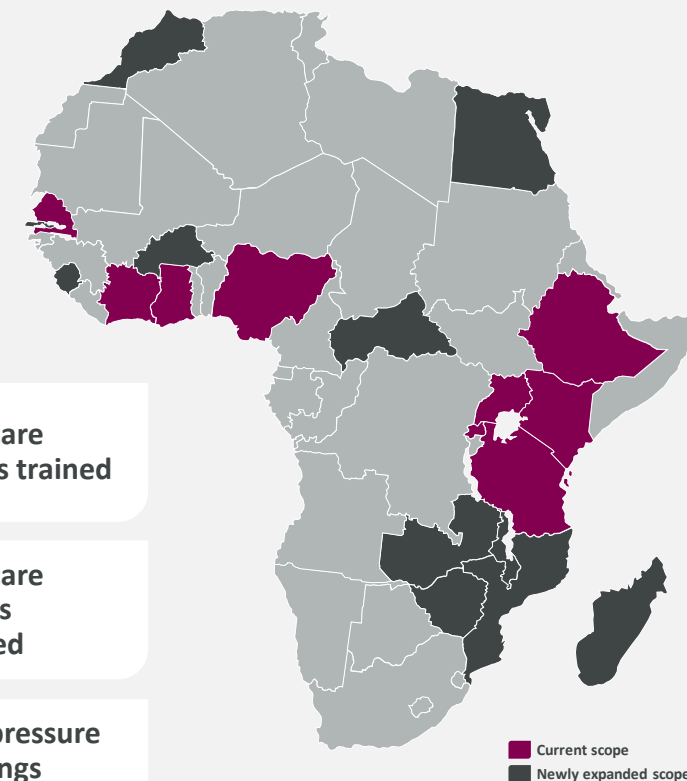 are
s trained
are
s
ed
pressure
ngs
Current scope
Newly expanded scope